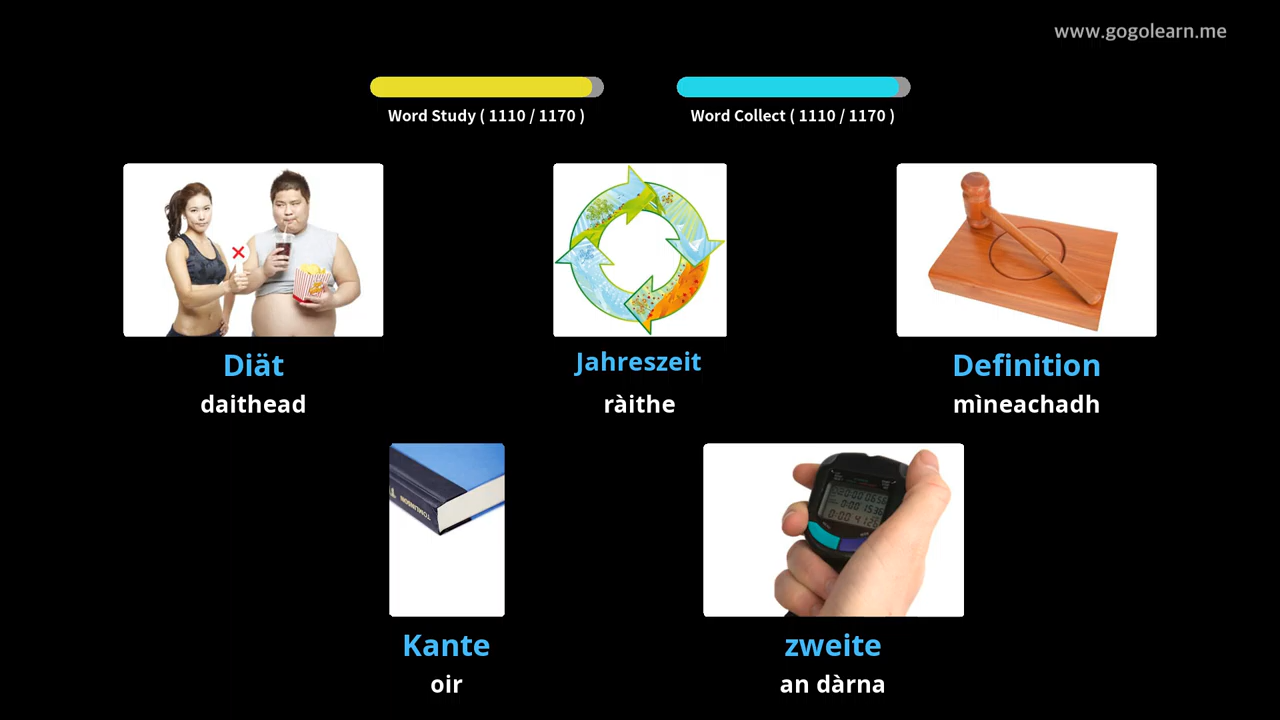 www.gogolearn.me
Word Study ( 1110 / 1170 )
Word Collect ( 1110 / 1170 )
Diät
daithead
Jahreszeit
ràithe
Definition
mìneachadh
TOMLINSON
Kante
oir
zweite
an dàrna